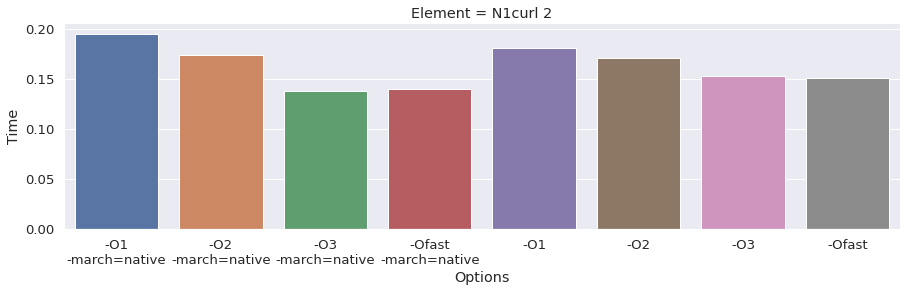 Element = N1curl 2
Time
0.20
0.15
0.10
0.05
0.00
-O1
-march=native
-O2
-march=native
-O3
-march=native
-Ofast
-march=native
-O1
-O2
-O3
-Ofast
Options